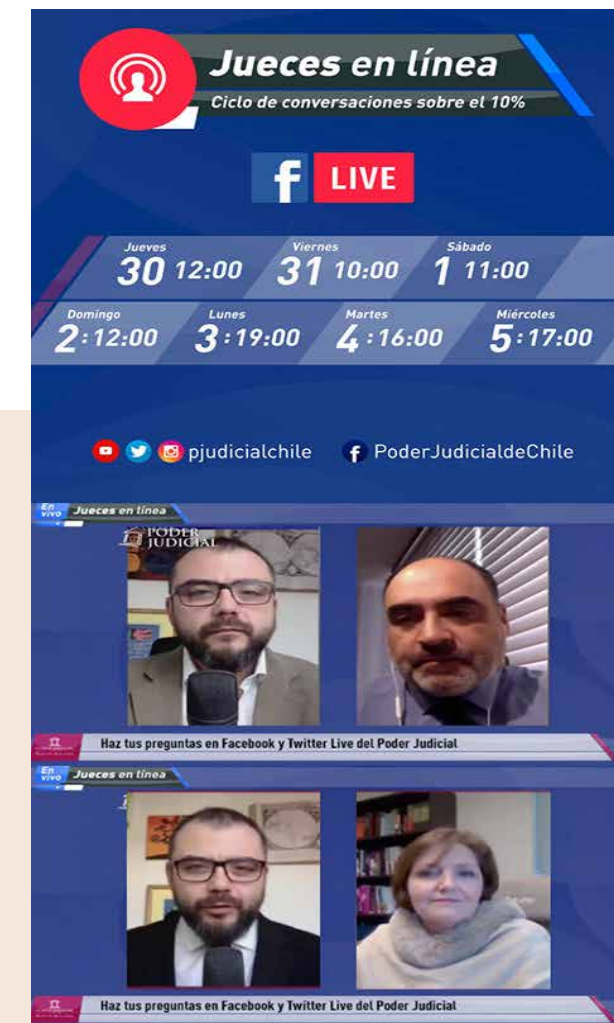 Jueces en línea
Ciclo de conversaciones sobre el 10%
f LIVE
Jueves
30 12:00
Viernes
31 10:00
Sábado
1 11:00
Domingo
2:12:00
Lunes
3:19:00
Martes
4:16:00
Miércoles
5:17:00
pjudicialchile f PoderJudicialdeChile
En vivo Jueces en línea
PODER
JUDICIAL
Haz tus preguntas en Facebook y Twitter Live del Poder Judicial
En vivo Jueces en línea
Haz tus preguntas en Facebook y Twitter Live del Poder Judicial